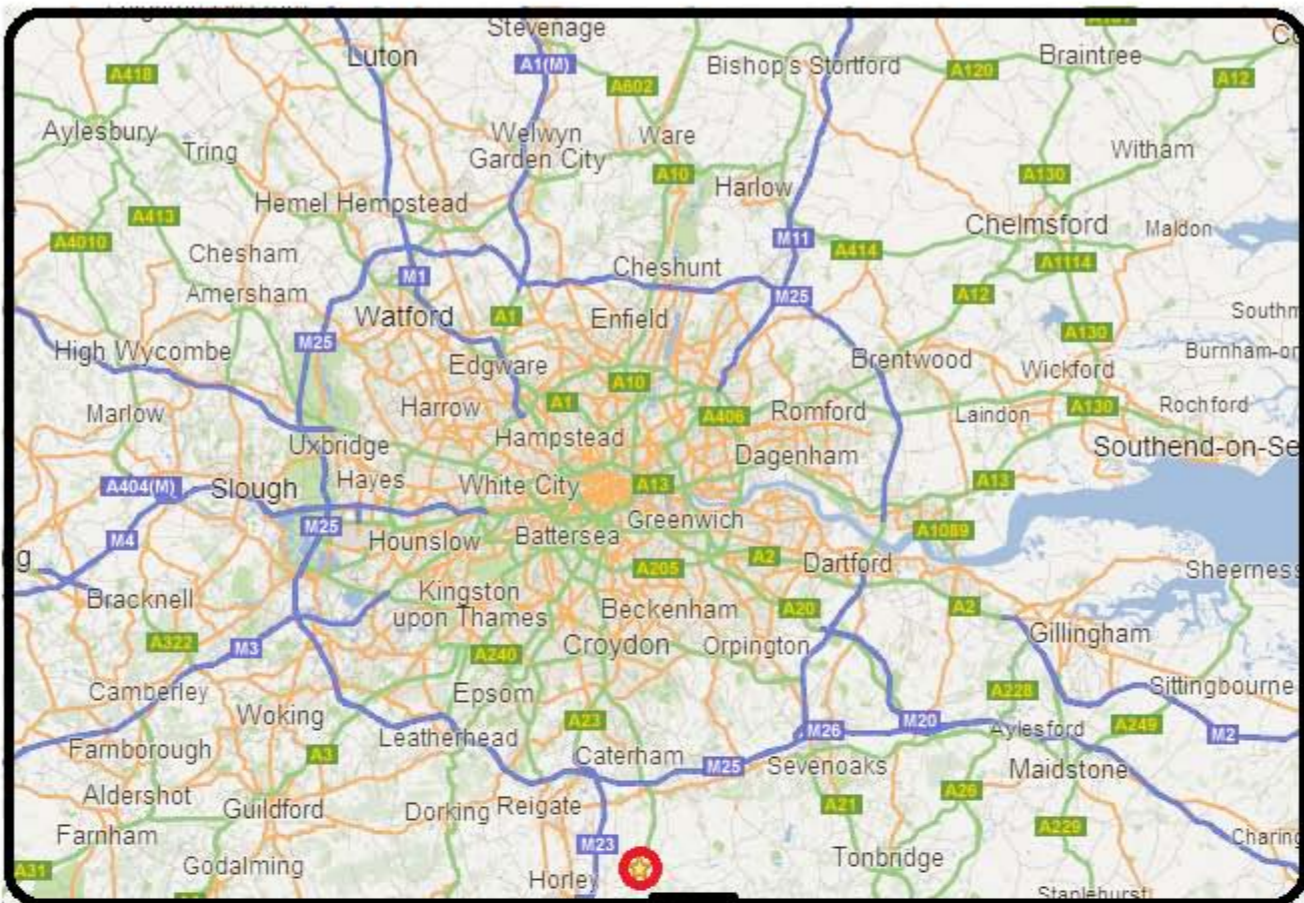 Stevenage
Luton
A1(M)
Bishop's Stortford
Braintree
A418
A602
A120
A12
Aylesbury
Tring
Welwyn
Garden City
Ware
Witham
A10
Harlow
A130
Hemel Hempstead
A413
Chelmsford
Maldon
A4010
M11
A414
Chesham
Cheshunt
A1114
M1
Amersham
A12
M25
Watford
A1
Enfield
Southm
A130
M25
High Wycombe
Edgware
Brentwood
Burnham-on
Wickford
A10
Marlow
Harrow
A1
A406
Romford
Laindon
A130
Rochford
Uxbridge
Hampstead
Dagenham
Southend-on-Se
A404(M)
Slough
Hayes
White City
A13
A13
M25
Greenwich
M4
Hounslow
Battersea
A1089
g
A205
A2
Dartford
Sheerness
Bracknell
Kingston
upon Thames
Beckenham
A20
A2
A322
M3
Croydon
Orpington
Gillingham
A240
Camberley
Epsom
A228
Sittingbourne
Woking
A23
M26
M20
Aylesford
A249
M2
Farnborough
A3
Leatherhead
Caterham
M25
Sevenoaks
Maidstone
Aldershot
Guildford
Dorking
Reigate
A21
A26
Farnham
M23
A229
Charing
A31
Godalming
Horley
Tonbridge
Staplehurst